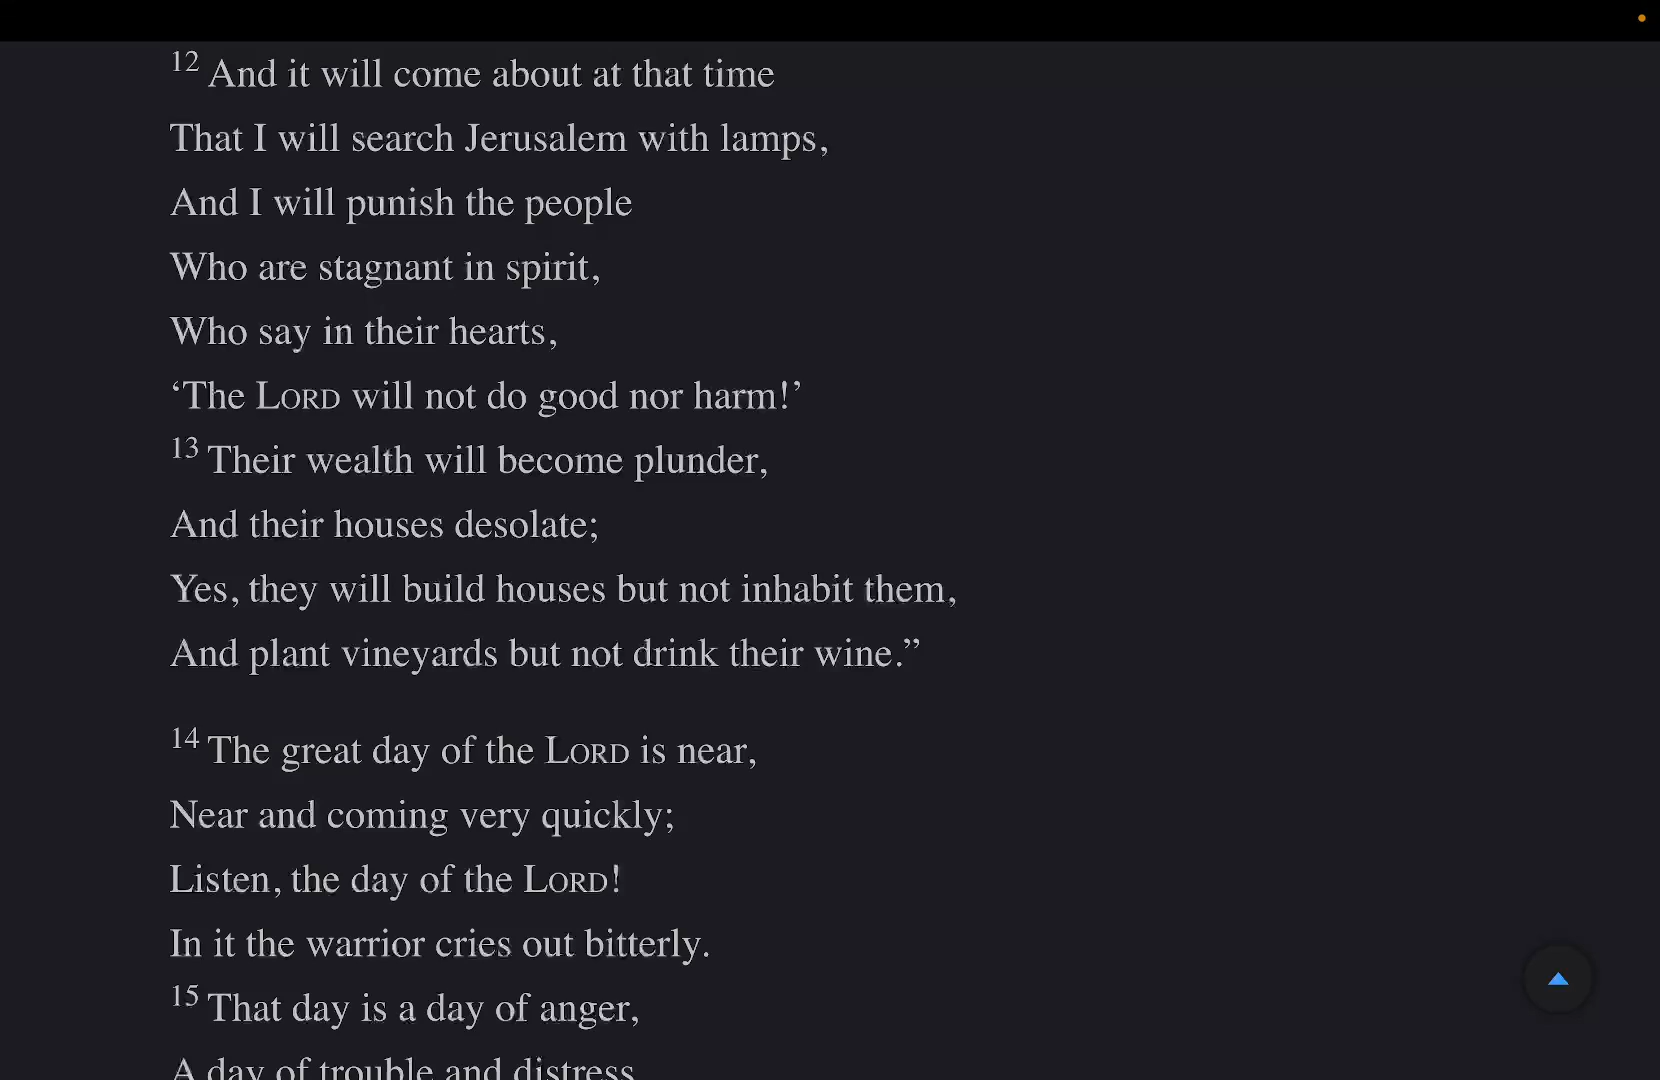 12 And it will come about at that time
That I will search Jerusalem with lamps,
And I will punish the people
Who are stagnant in spirit,
Who say in their hearts,
‘The LORD will not do good nor harm!’
13 Their wealth will become plunder,
And their houses desolate;
Yes, they will build houses but not inhabit them,
And plant vineyards but not drink their wine.”
14 The great day of the LORD is near,
Near and coming very quickly;
Listen, the day of the LORD!
In it the warrior cries out bitterly.
15 That day is a day of anger,
A day of trouble and distress